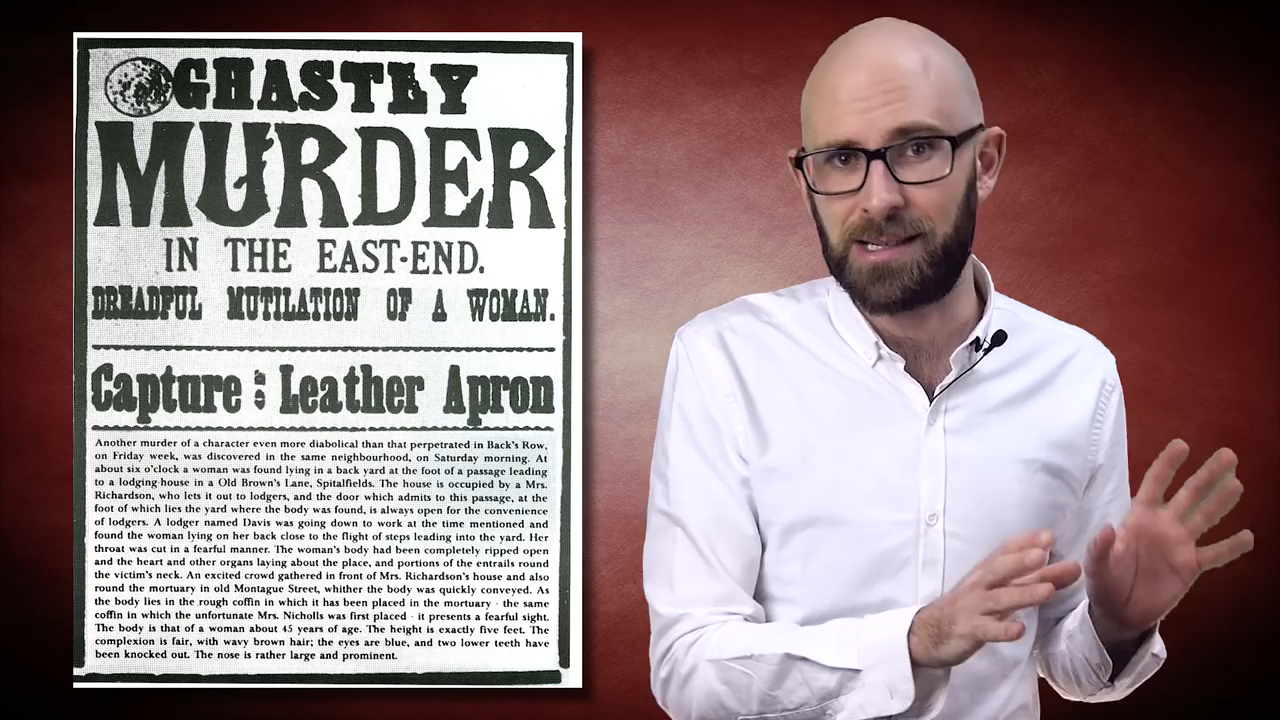 GHASTLY
MURDER
IN THE EAST-END.
DREADFUL MUTILATION OF A WOMAN.
Capture : Leather Apron
Another murder of a character even more diabolical than that perpetrated in Back's Row,
on Friday week, was discovered in the same neighbourhood, on Saturday morning. At
about six o'clock a woman was found lying in a back yard at the foot of a passage leading
to a lodging-house in a Old Brown's Lane, Spitalfields. The house is occupied by a Mrs.
Richardson, who lets it out to lodgers, and the door which admits to this passage, at the
foot of which lies the yard where the body was found, is always open for the convenience
of lodgers. A lodger named Davis was going down to work at the time mentioned and
found the woman lying on her back close to the flight of steps leading into the yard. Her
throat was cut in a fearful manner. The woman's body had been completely ripped open
and the heart and other organs laying about the place, and portions of the entrails round
the victim's neck. An excited crowd gathered in front of Mrs. Richardson's house and also
round the mortuary in old Montague Street, whither the body was quickly conveyed. As
the body lies in the rough coffin in which it has been placed in the mortuary - the same
coffin in which the unfortunate Mrs. Nicholls was first placed - it presents a fearful sight.
The body is that of a woman about 45 years of age. The height is exactly five feet. The
complexion is fair, with wavy brown hair; the eyes are blue, and two lower teeth have
been knocked out. The nose is rather large and prominent.